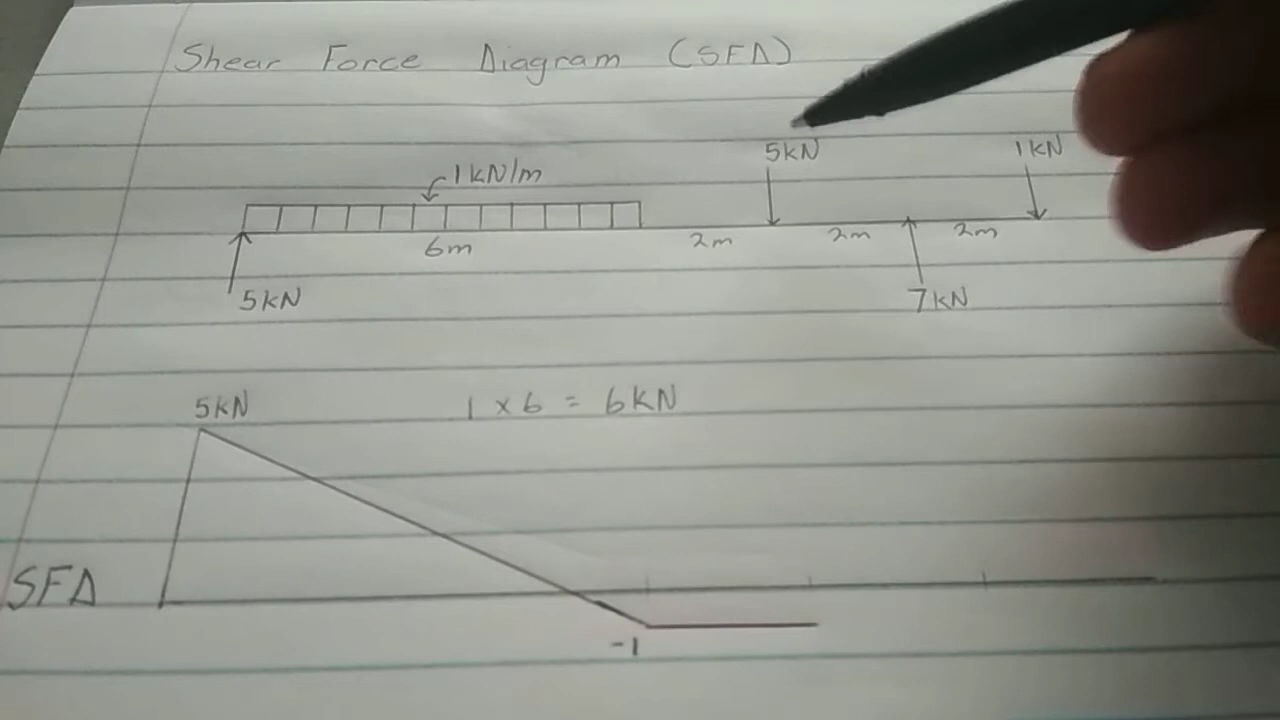 Shear Force Diagram (SFD)
5kN 1kN
1kN/m
6m 2m 2m 2m
5kN 7kN
5kN 1 x 6 = 6kN
SFD
-1